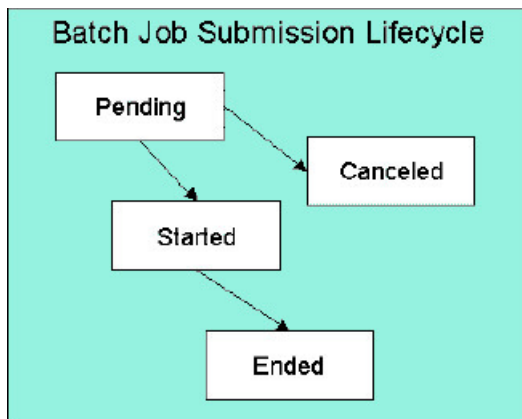 Batch Job Submission Lifecycle
Pending
Canceled
Started
Ended